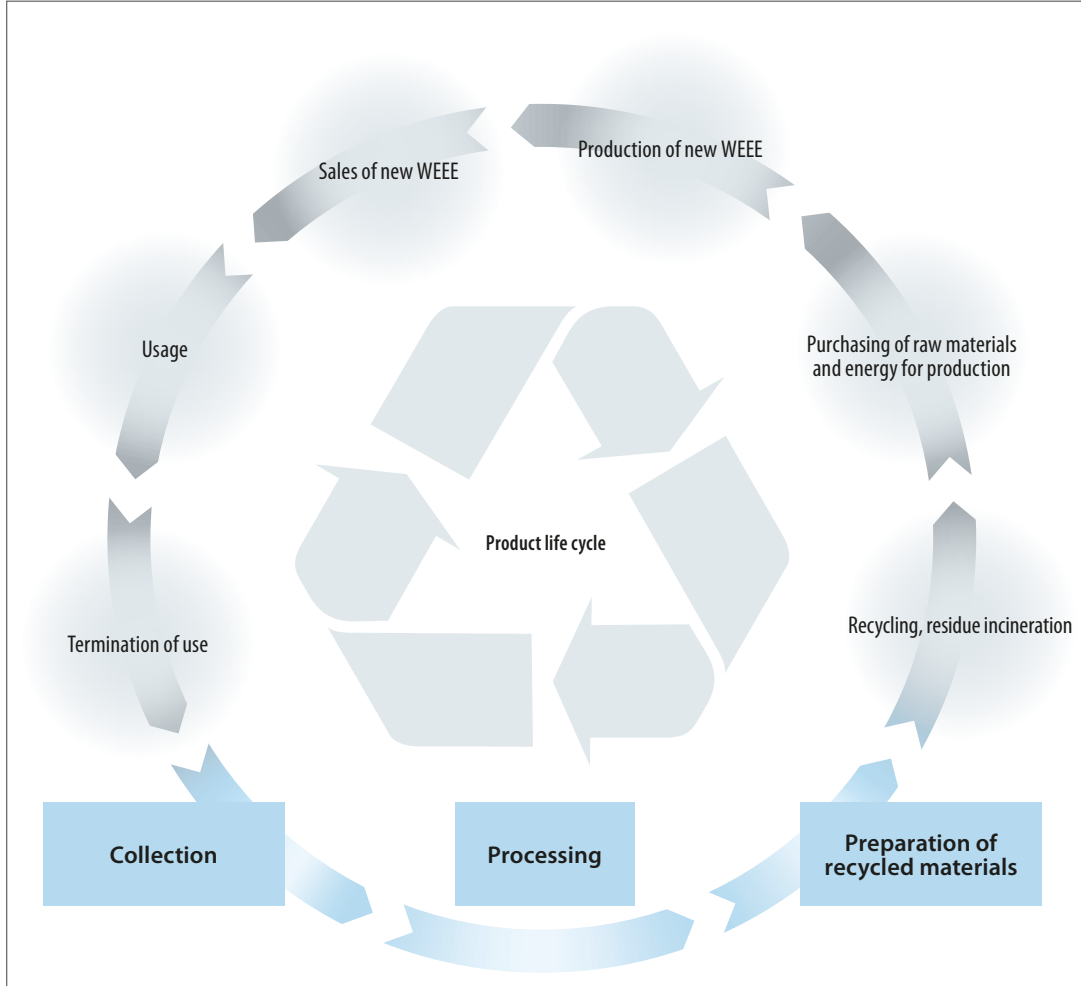 Production of new WEEE
Sales of new WEEE
Usage
Purchasing of raw materials
and energy for production
Product life cycle
Termination of use
Recycling, residue incineration
Collection
Processing
Preparation of
recycled materials